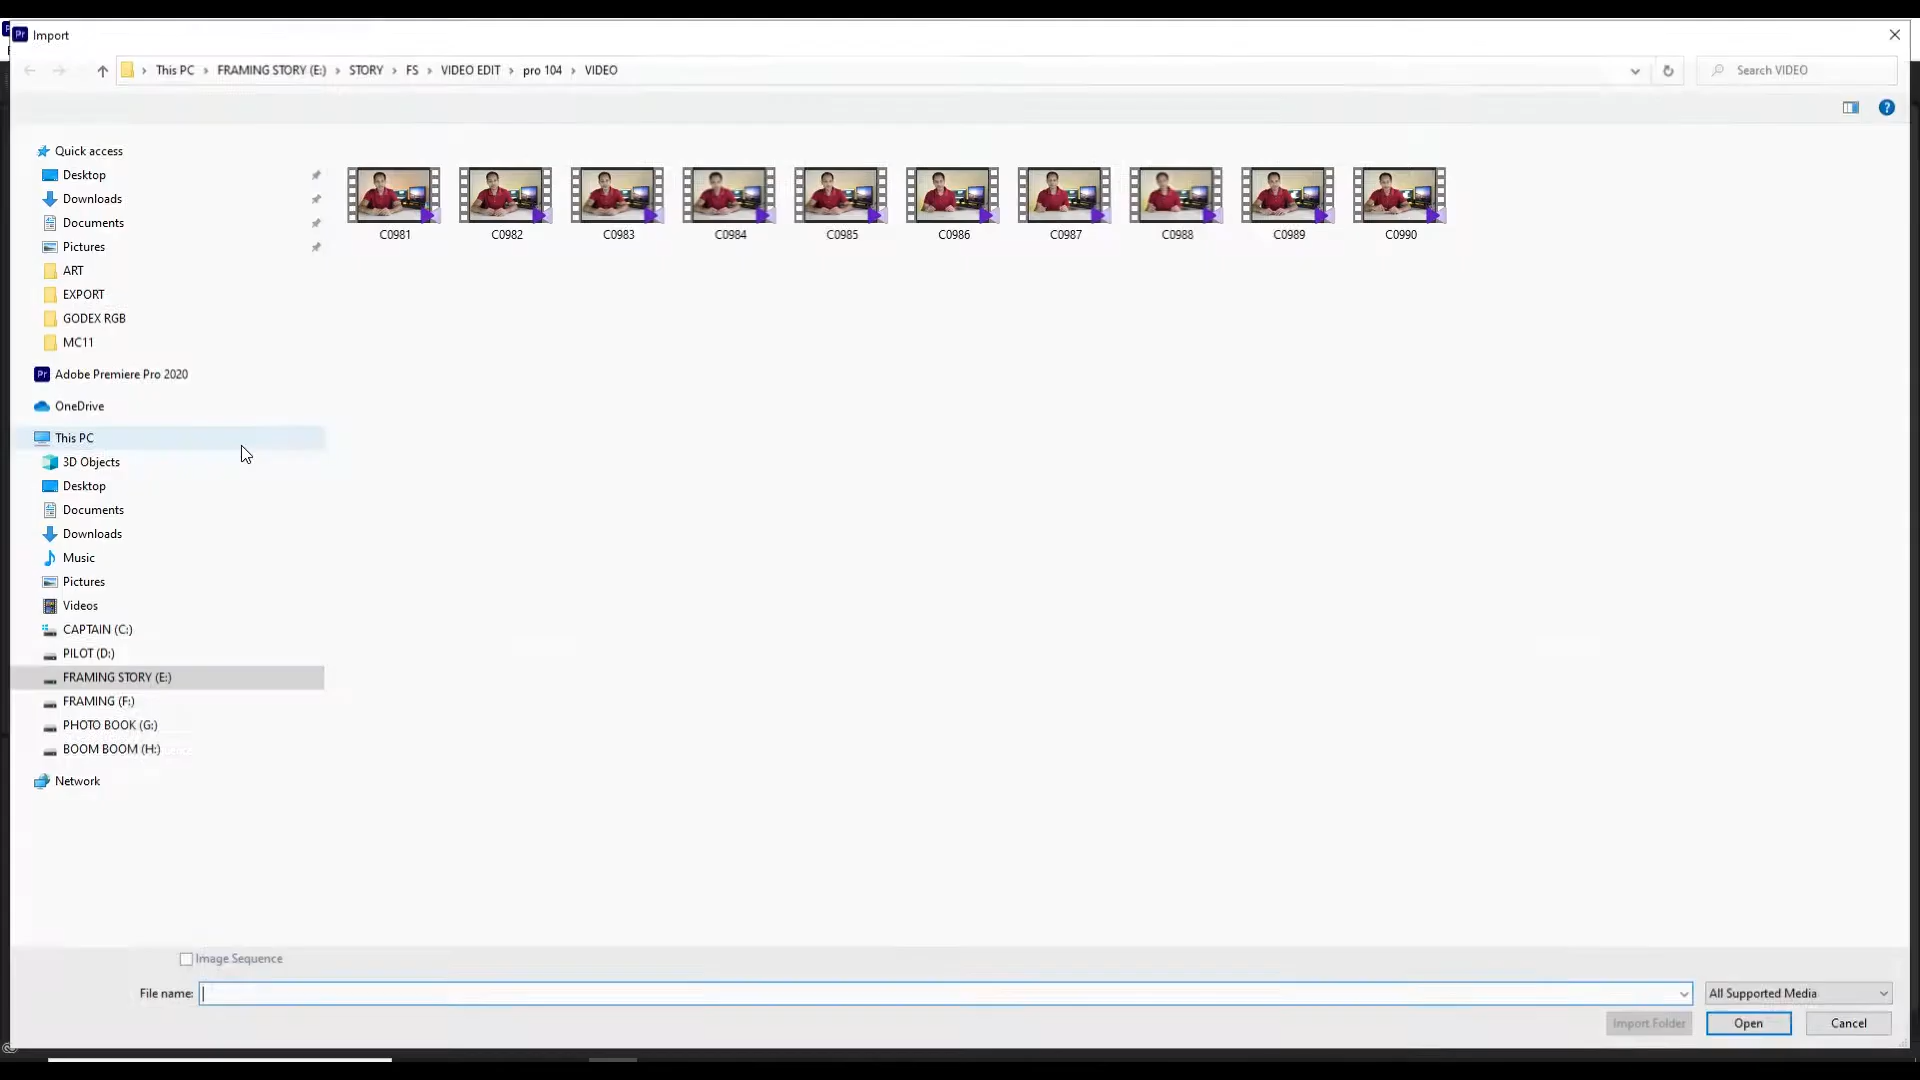 Pr Import
This PC FRAMING STORY (E:) STORY FS VIDEO EDIT pro 104 VIDEO
Search VIDEO
?
Quick access
Desktop
Downloads
Documents
Pictures
ART
EXPORT
GODEX RGB
MC11
Pr Adobe Premiere Pro 2020
OneDrive
This PC
3D Objects
Desktop
Documents
Downloads
Music
Pictures
Videos
CAPTAIN (C:)
PILOT (D:)
FRAMING STORY (E:)
FRAMING (F:)
PHOTO BOOK (G:)
BOOM BOOM (H:)
Network
C0981 C0982 C0983 C0984 C0985 C0986 C0987 C0988 C0989 C0990
Image Sequence
File name:
All Supported Media
Import Folder Open Cancel